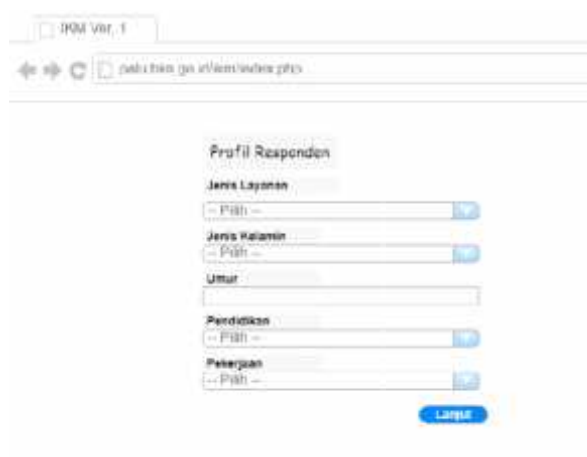 IKM Ver. 1
Profil Responden
Jenis Layanan
-- Pilih --
Jenis Kelamin
-- Pilih --
Umur
Pendidikan
-- Pilih --
Pekerjaan
-- Pilih --
Lanjut